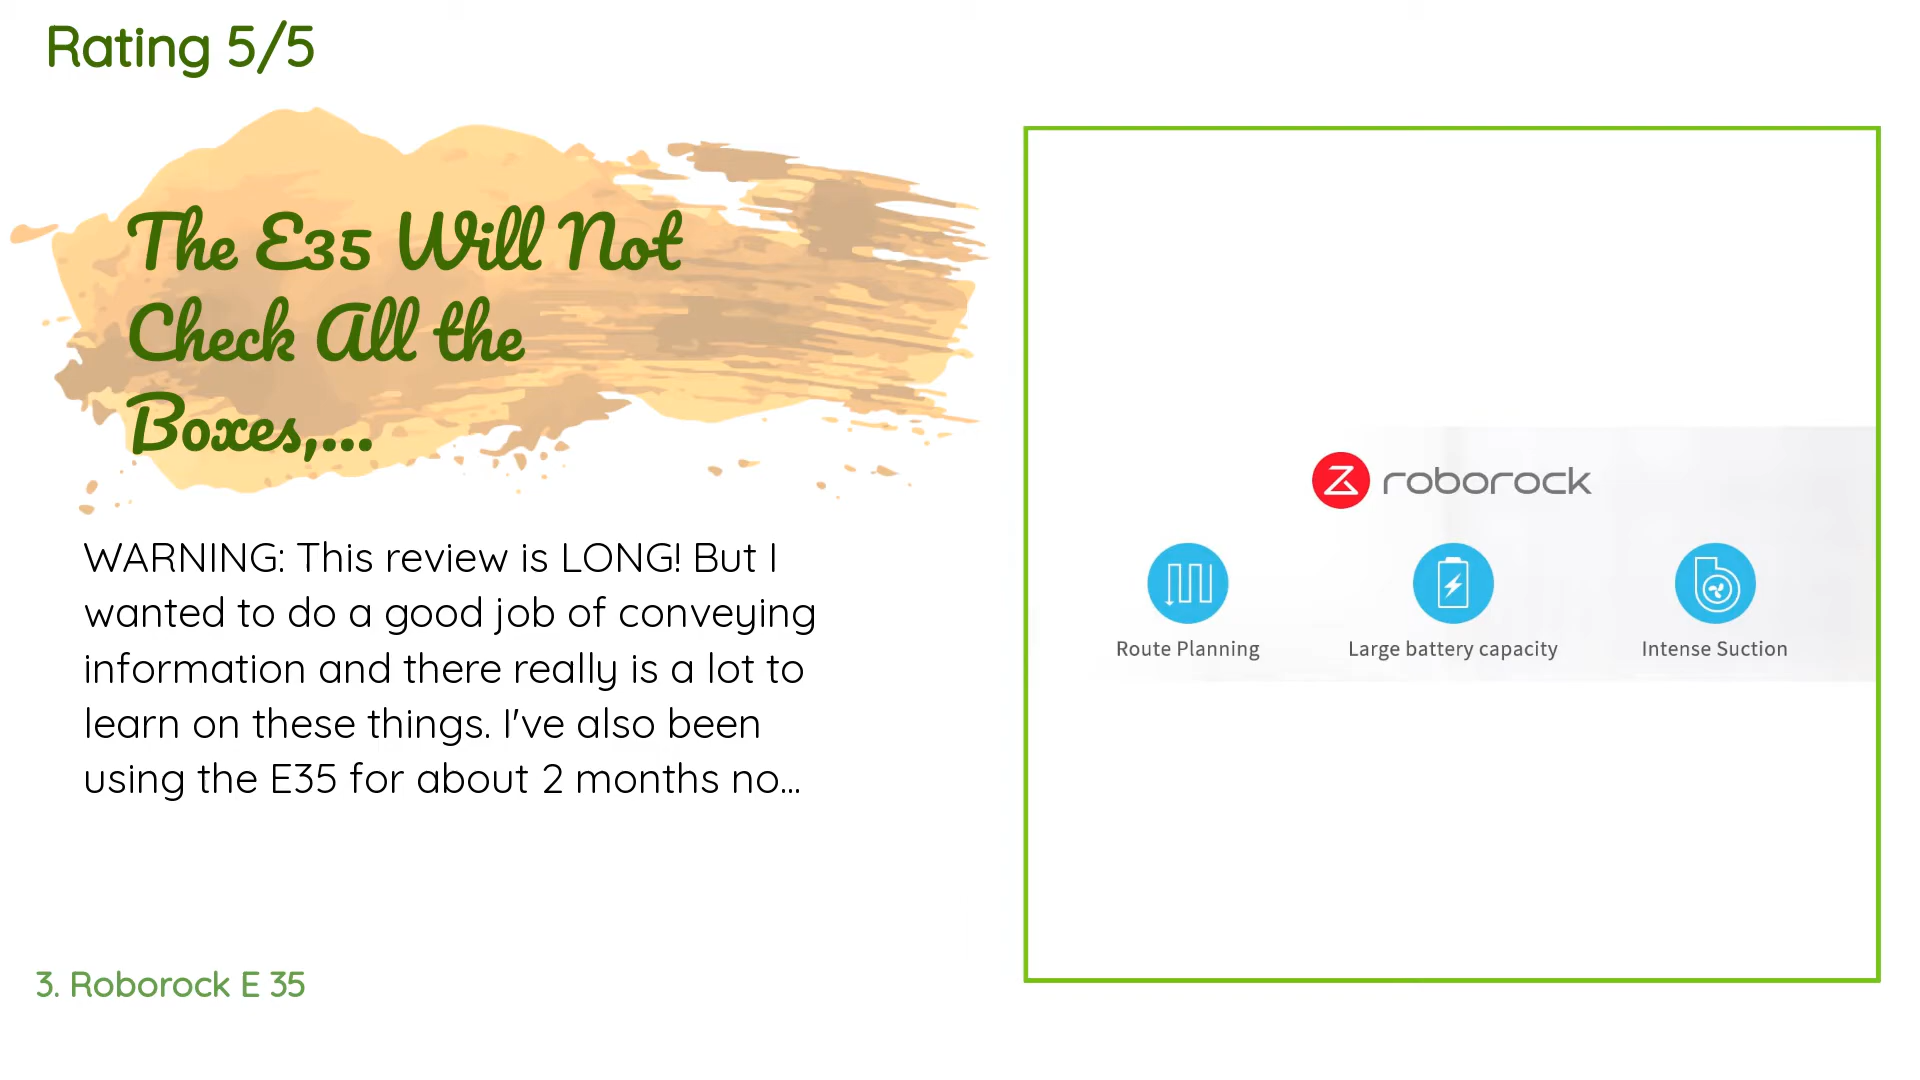 Rating 5/5
The E35 Will Not
Check All the
Boxes,...
WARNING: This review is LONG! But I
wanted to do a good job of conveying
information and there really is a lot to
learn on these things. I've also been
using the E35 for about 2 months no...
3. Roborock E 35
roborock
Route Planning
Large battery capacity
Intense Suction